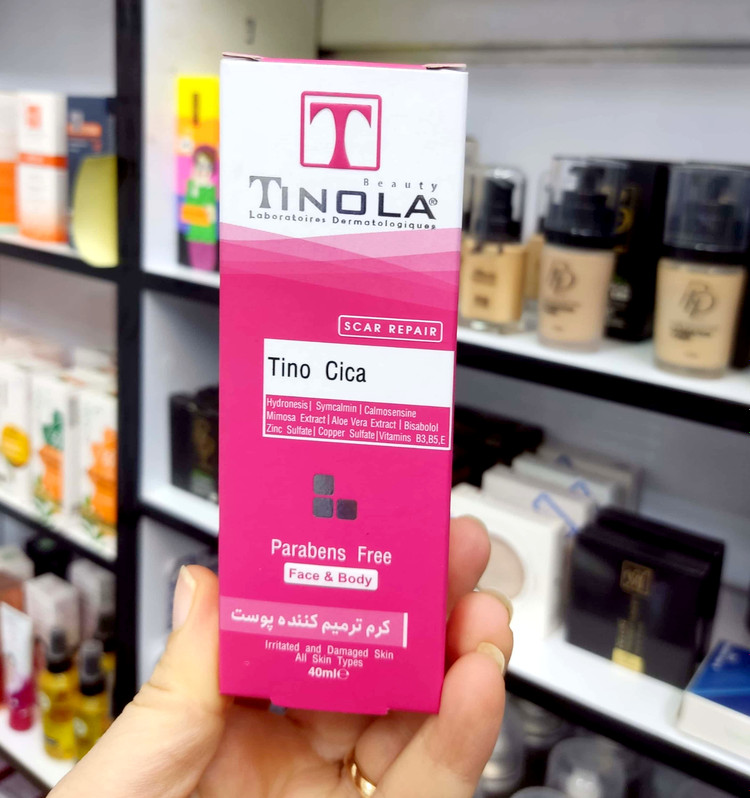 T
Beauty
TINOLA®
Laboratoires Dermatologiques
SCAR REPAIR
Tino Cica
Hydronesis| Symcalmin | Calmosensine
Mimosa Extract | Aloe Vera Extract | Bisabolol
Zinc Sulfate | Copper Sulfate | Vitamins B3,B5,E
Parabens Free
Face & Body
کرم ترمیم کننده پوست
Irritated and Damaged Skin
All Skin Types
40ml℮